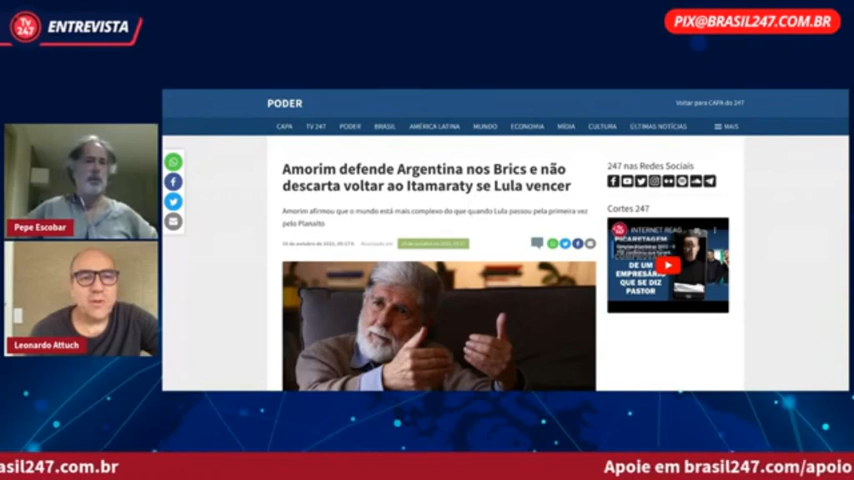 Tv 247
ENTREVISTA
PIX@BRASIL247.COM.BR
PODER
Voltar para CAPA do 247
CAPA TV 247 PODER BRASIL AMÉRICA LATINA MUNDO ECONOMIA MÍDIA CULTURA ÚLTIMAS NOTÍCIAS MAIS
Pepe Escobar
Leonardo Attuch
Amorim defende Argentina nos Brics e não
descarta voltar ao Itamaraty se Lula vencer
Amorim afirmou que o mundo está mais complexo do que quando Lula passou pela primeira vez
pelo Planalto
247 nas Redes Sociais
Cortes 247
INTERNET REAG
PICARETAGEM
DE UM
EMPRESÁRIO
QUE SE DIZ
PASTOR
asil247.com.br
Apoie em brasil247.com/apoio